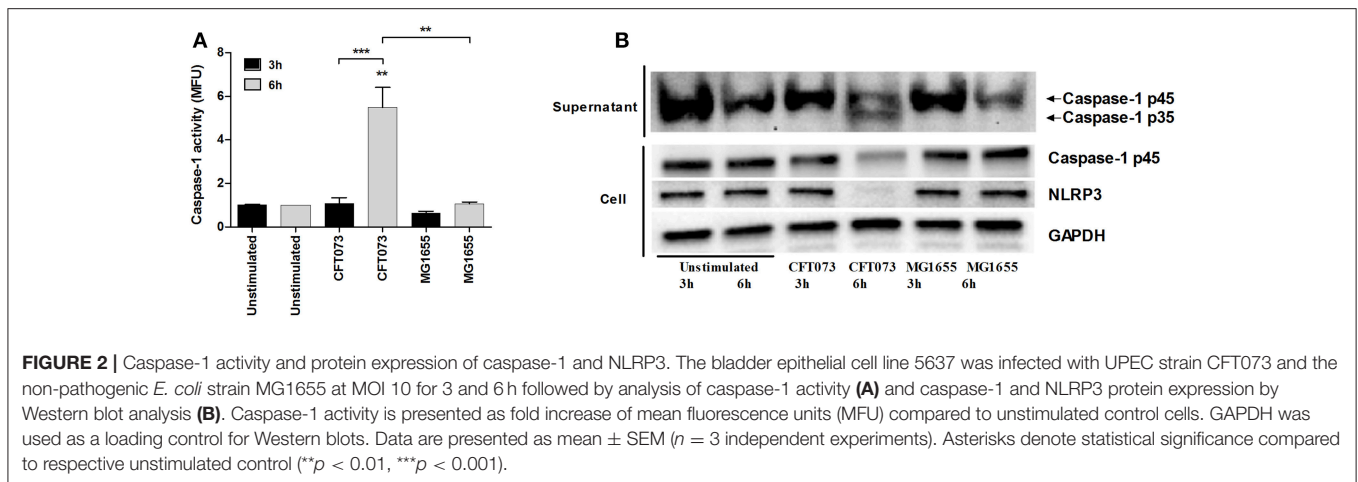 A
B
***
**
**
3h
6h
Caspase-1 activity (MFU)
8
6
4
2
0
Unstimulated
Unstimulated
CFT073
CFT073
MG1655
MG1655
Supernatant
Caspase-1 p45
Caspase-1 p35
Cell
Caspase-1 p45
NLRP3
GAPDH
Unstimulated CFT073 CFT073 MG1655 MG1655
3h 6h 3h 6h 3h 6h
FIGURE 2 | Caspase-1 activity and protein expression of caspase-1 and NLRP3. The bladder epithelial cell line 5637 was infected with UPEC strain CFT073 and the
non-pathogenic E. coli strain MG1655 at MOI 10 for 3 and 6 h followed by analysis of caspase-1 activity (A) and caspase-1 and NLRP3 protein expression by
Western blot analysis (B). Caspase-1 activity is presented as fold increase of mean fluorescence units (MFU) compared to unstimulated control cells. GAPDH was
used as a loading control for Western blots. Data are presented as mean ± SEM (n = 3 independent experiments). Asterisks denote statistical significance compared
to respective unstimulated control (**p < 0.01, ***p < 0.001).